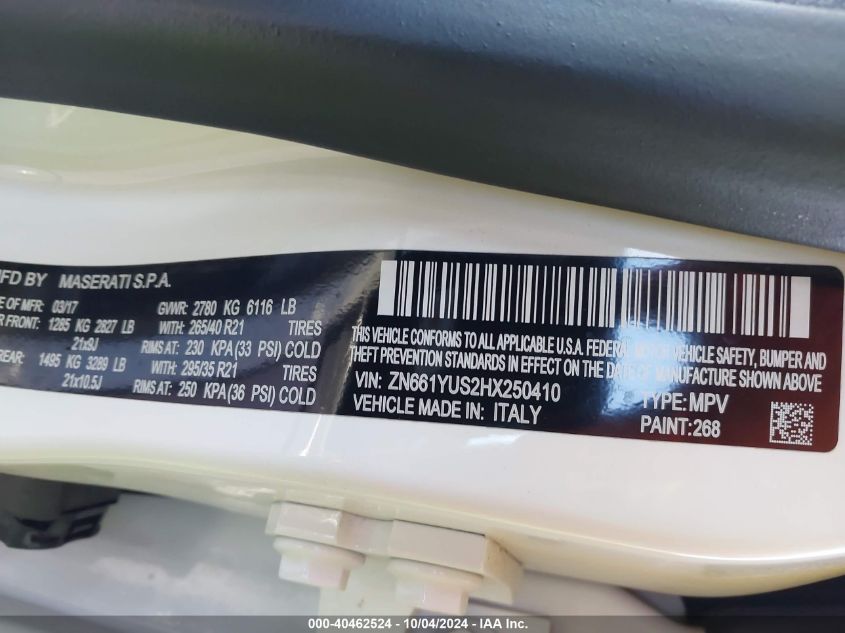 MFD BY MASERATI S.P.A.
OF MFR: 03/17 GVWR: 2780 KG 6116 LB
FRONT: 1285 KG 2827 LB WITH: 265/40 R21 TIRES
21x9J RIMS AT: 230 KPA(33 PSI) COLD
REAR: 1495 KG 3289 LB WITH: 295/35 R21 TIRES
21x10.5J RIMS AT: 250 KPA(36 PSI) COLD
THIS VEHICLE CONFORMS TO ALL APPLICABLE U.S.A. FEDERAL MOTOR VEHICLE SAFETY, BUMPER AND
THEFT PREVENTION STANDARDS IN EFFECT ON THE DATE OF MANUFACTURE SHOWN ABOVE
VIN: ZN661YUS2HX250410 TYPE: MPV
VEHICLE MADE IN: ITALY PAINT: 268
000-40462524 - 10/04/2024 - IAA Inc.